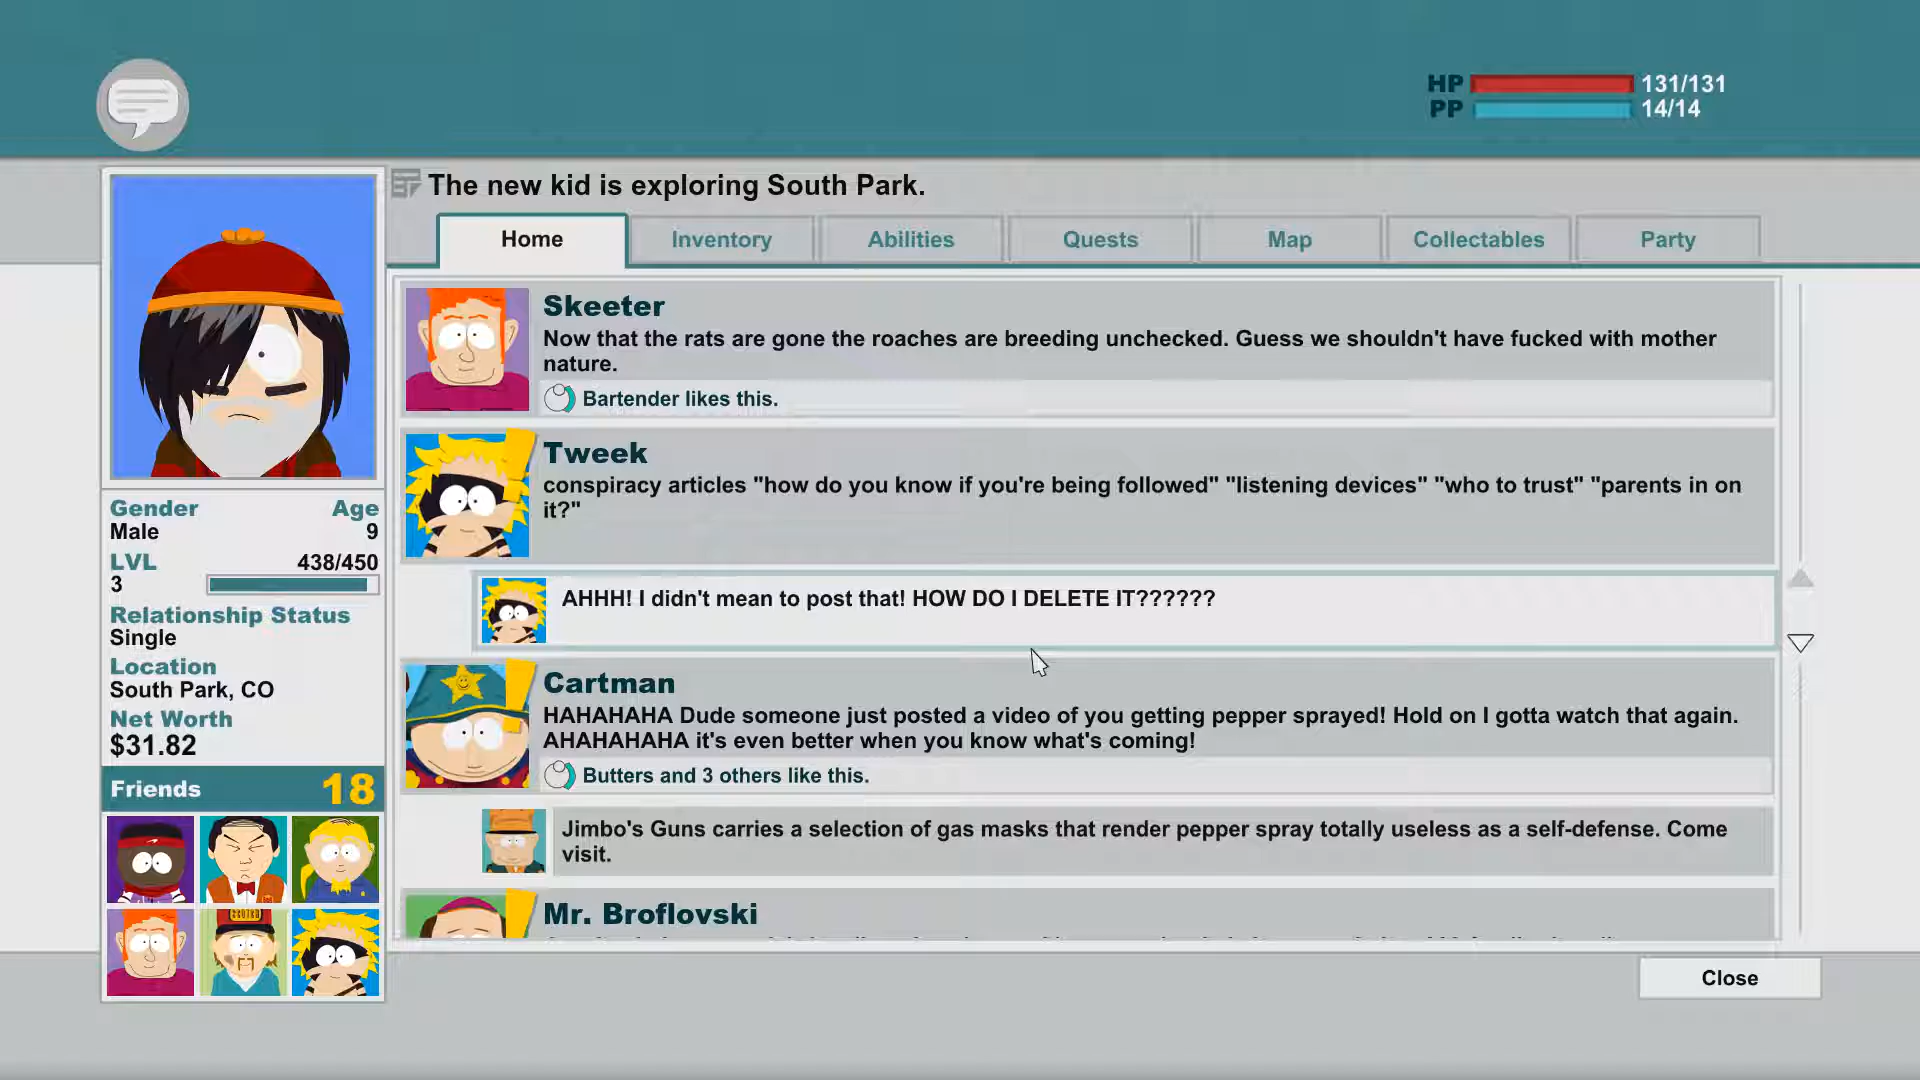 HP 131/131
PP 14/14
The new kid is exploring South Park.
Home Inventory Abilities Quests Map Collectables Party
Skeeter
Now that the rats are gone the roaches are breeding unchecked. Guess we shouldn't have fucked with mother
nature.
Bartender likes this.
Tweek
conspiracy articles "how do you know if you're being followed" "listening devices" "who to trust" "parents in on
it?"
AHHH! I didn't mean to post that! HOW DO I DELETE IT??????
Cartman
HAHAHAHA Dude someone just posted a video of you getting pepper sprayed! Hold on I gotta watch that again.
AHAHAHAHA it's even better when you know what's coming!
Butters and 3 others like this.
Jimbo's Guns carries a selection of gas masks that render pepper spray totally useless as a self-defense. Come
visit.
Mr. Broflovski
Gender Age
Male 9
LVL 438/450
3
Relationship Status
Single
Location
South Park, CO
Net Worth
$31.82
Friends 18
Close